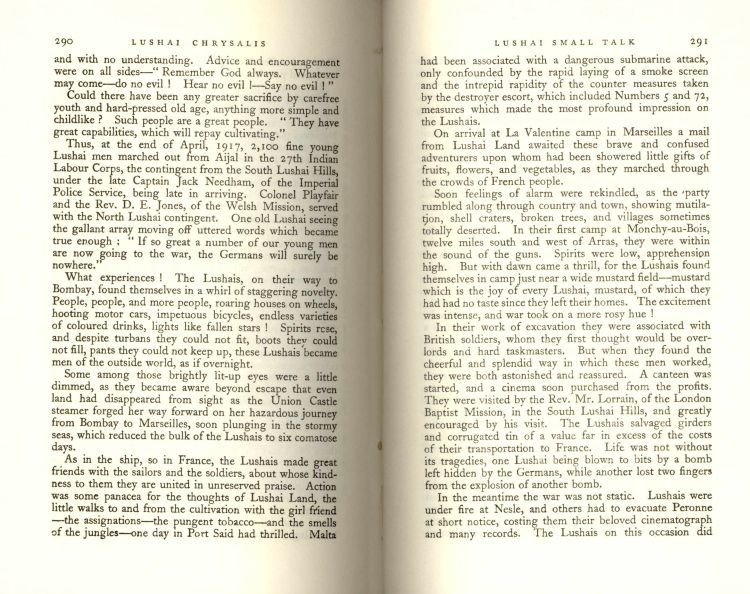 290 LUSHAI CHRYSALIS
and with no understanding. Advice and encouragement
were on all sides—“ Remember God always. Whatever
may come—do no evil ! Hear no evil !—Say no evil ! ”
Could there have been any greater sacrifice by carefree
youth and hard-pressed old age, anything more simple and
childlike ? Such people are a great people. “ They have
great capabilities, which will repay cultivating.”
Thus, at the end of April, 1917, 2,100 fine young
Lushai men marched out from Aijal in the 27th Indian
Labour Corps, the contingent from the South Lushai Hills,
under the late Captain Jack Needham, of the Imperial
Police Service, being late in arriving. Colonel Playfair
and the Rev. D. E. Jones, of the Welsh Mission, served
with the North Lushai contingent. One old Lushai seeing
the gallant array moving off uttered words which became
true enough : “ If so great a number of our young men
are now going to the war, the Germans will surely be
nowhere.”
What experiences ! The Lushais, on their way to
Bombay, found themselves in a whirl of staggering novelty.
People, people, and more people, roaring houses on wheels,
hooting motor cars, impetuous bicycles, endless varieties
of coloured drinks, lights like fallen stars ! Spirits rose,
and despite turbans they could not fit, boots they could
not fill, pants they could not keep up, these Lushais became
men of the outside world, as if overnight.
Some among those brightly lit-up eyes were a little
dimmed, as they became aware beyond escape that even
land had disappeared from sight as the Union Castle
steamer forged her way forward on her hazardous journey
from Bombay to Marseilles, soon plunging in the stormy
seas, which reduced the bulk of the Lushais to six comatose
days.
As in the ship, so in France, the Lushais made great
friends with the sailors and the soldiers, about whose kind-
ness to them they are united in unreserved praise. Action
was some panacea for the thoughts of Lushai Land, the
little walks to and from the cultivation with the girl friend
—the assignations—the pungent tobacco—and the smells
of the jungles—one day in Port Said had thrilled. Malta
LUSHAI SMALL TALK 291
had been associated with a dangerous submarine attack,
only confounded by the rapid laying of a smoke screen
and the intrepid rapidity of the counter measures taken
by the destroyer escort, which included Numbers 5 and 72,
measures which made the most profound impression on
the Lushais.
On arrival at La Valentine camp in Marseilles a mail
from Lushai Land awaited these brave and confused
adventurers upon whom had been showered little gifts of
fruits, flowers, and vegetables, as they marched through
the crowds of French people.
Soon feelings of alarm were rekindled, as the party
rumbled along through country and town, showing mutila-
tion, shell craters, broken trees, and villages sometimes
totally deserted. In their first camp at Monchy-au-Bois,
twelve miles south and west of Arras, they were within
the sound of the guns. Spirits were low, apprehension
high. But with dawn came a thrill, for the Lushais found
themselves in camp just near a wide mustard field—mustard
which is the joy of every Lushai, mustard, of which they
had had no taste since they left their homes. The excitement
was intense, and war took on a more rosy hue !
In their work of excavation they were associated with
British soldiers, whom they first thought would be over-
lords and hard taskmasters. But when they found the
cheerful and splendid way in which these men worked,
they were both astonished and reassured. A canteen was
started, and a cinema soon purchased from the profits.
They were visited by the Rev. Mr. Lorrain, of the London
Baptist Mission, in the South Lushai Hills, and greatly
encouraged by his visit. The Lushais salvaged girders
and corrugated tin of a value far in excess of the costs
of their transportation to France. Life was not without
its tragedies, one Lushai being blown to bits by a bomb
left hidden by the Germans, while another lost two fingers
from the explosion of another bomb.
In the meantime the war was not static. Lushais were
under fire at Nesle, and others had to evacuate Peronne
at short notice, costing them their beloved cinematograph
and many records. The Lushais on this occasion did